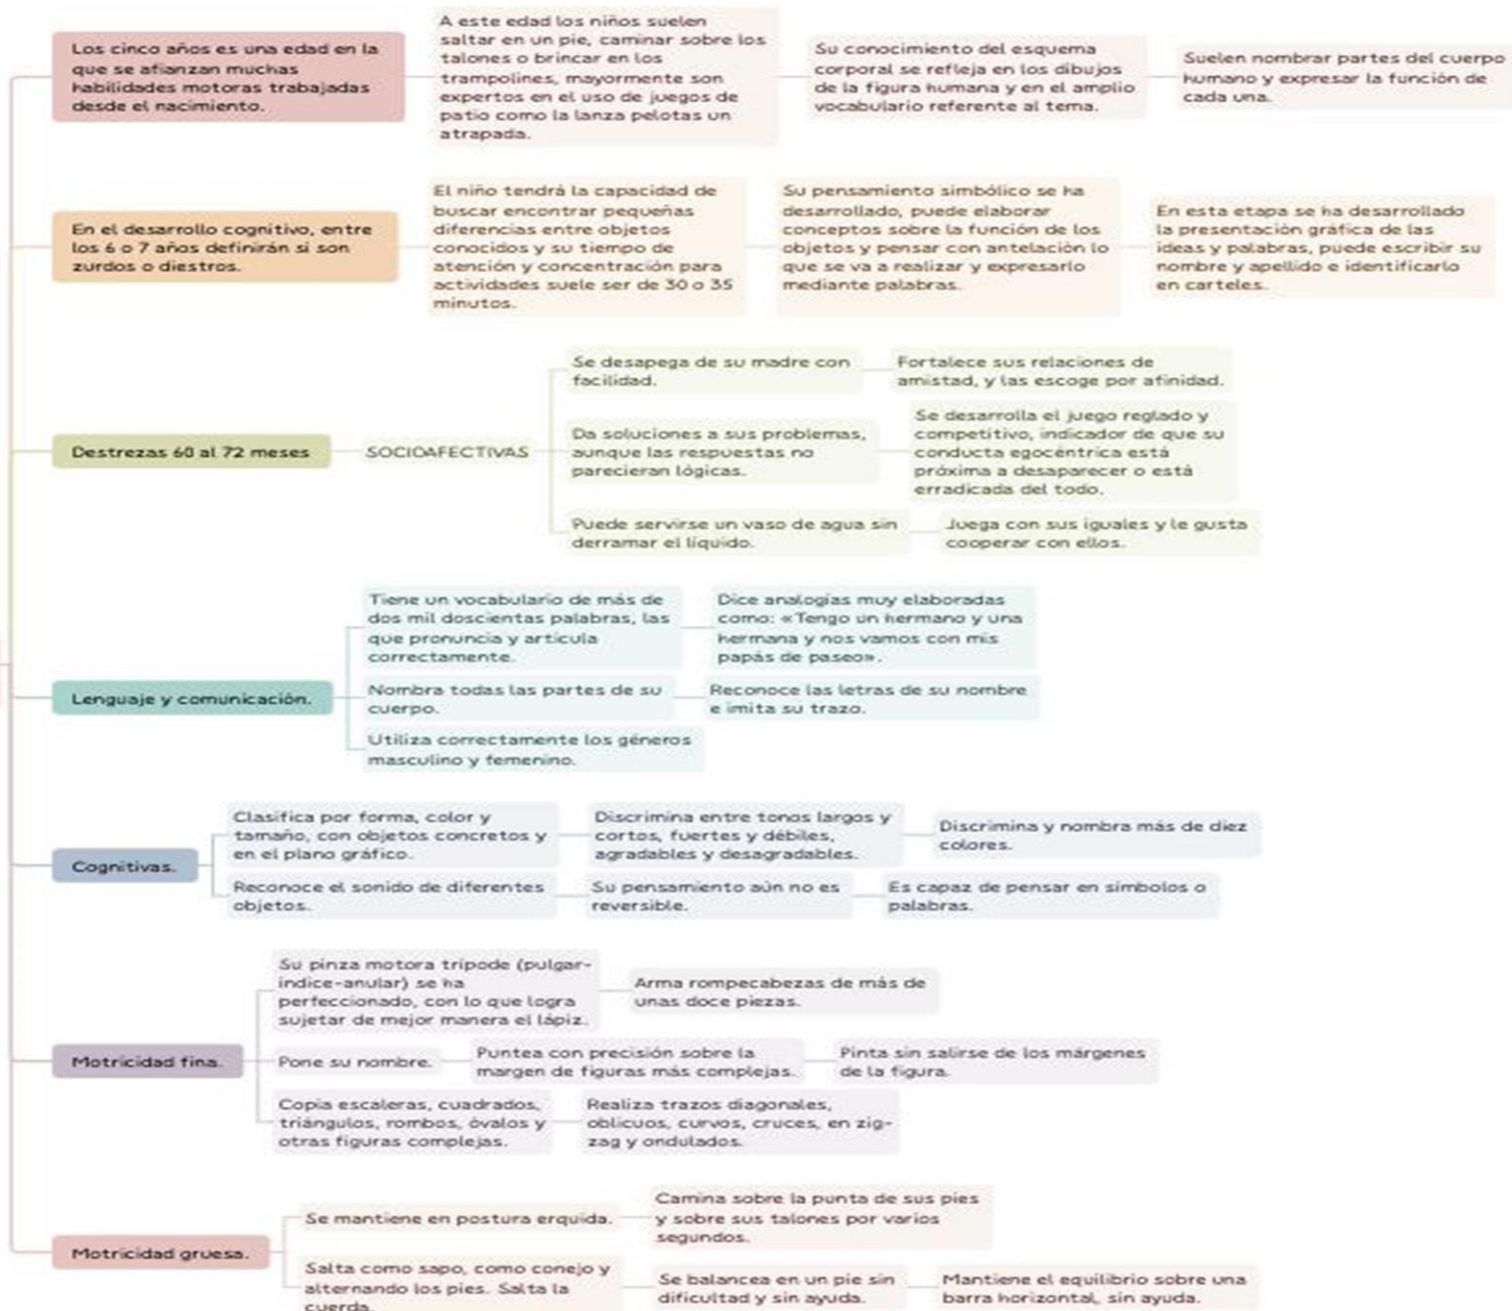 Los cinco años es una edad en la
que se afianzan muchas
habilidades motoras trabajadas
desde el nacimiento.
A este edad los niños suelen
saltar en un pie, caminar sobre los
talones o brincar en los
trampolines, mayormente son
expertos en el uso de juegos de
patio como la lanza pelotas un
atrapada.
Su conocimiento del esquema
corporal se refleja en los dibujos
de la figura humana y en el amplio
vocabulario referente al tema.
Suelen nombrar partes del cuerpo
humano y expresar la función de
cada una.
En el desarrollo cognitivo, entre
los 6 o 7 años definirán si son
zurdos o diestros.
El niño tendrá la capacidad de
buscar encontrar pequeñas
diferencias entre objetos
conocidos y su tiempo de
atención y concentración para
actividades suele ser de 30 o 35
minutos.
Su pensamiento simbólico se ha
desarrollado, puede elaborar
conceptos sobre la función de los
objetos y pensar con antelación lo
que se va a realizar y expresarlo
mediante palabras.
En esta etapa se ha desarrollado
la presentación gráfica de las
ideas y palabras, puede escribir su
nombre y apellido e identificarlo
en carteles.
Destrezas 60 al 72 meses
SOCIOAFECTIVAS
Se desapega de su madre con
facilidad.
Fortalece sus relaciones de
amistad, y las escoge por afinidad.
Da soluciones a sus problemas,
aunque las respuestas no
parecieran lógicas.
Se desarrolla el juego reglado y
competitivo, indicador de que su
conducta egocéntrica está
próxima a desaparecer o está
erradicada del todo.
Puede servirse un vaso de agua sin
derramar el líquido.
Juega con sus iguales y le gusta
cooperar con ellos.
Lenguaje y comunicación.
Tiene un vocabulario de más de
dos mil doscientas palabras, las
que pronuncia y articula
correctamente.
Dice analogías muy elaboradas
como: «Tengo un hermano y una
hermana y nos vamos con mis
papás de paseo».
Nombra todas las partes de su
cuerpo.
Reconoce las letras de su nombre
e imita su trazo.
Utiliza correctamente los géneros
masculino y femenino.
Cognitivas.
Clasifica por forma, color y
tamaño, con objetos concretos y
en el plano gráfico.
Discrimina entre tonos largos y
cortos, fuertes y débiles,
agradables y desagradables.
Discrimina y nombra más de diez
colores.
Reconoce el sonido de diferentes
objetos.
Su pensamiento aún no es
reversible.
Es capaz de pensar en símbolos o
palabras.
Motricidad fina.
Su pinza motora trípode (pulgar-
índice-anular) se ha
perfeccionado, con lo que logra
sujetar de mejor manera el lápiz.
Arma rompecabezas de más de
unas doce piezas.
Pone su nombre.
Puntea con precisión sobre la
margen de figuras más complejas.
Pinta sin salirse de los márgenes
de la figura.
Copia escaleras, cuadrados,
triángulos, rombos, óvalos y
otras figuras complejas.
Realiza trazos diagonales,
oblicuos, curvos, cruces, en zig-
zag y ondulados.
Motricidad gruesa.
Se mantiene en postura erguida.
Camina sobre la punta de sus pies
y sobre sus talones por varios
segundos.
Salta como sapo, como conejo y
alternando los pies. Salta la
cuerda.
Se balancea en un pie sin
dificultad y sin ayuda.
Mantiene el equilibrio sobre una
barra horizontal, sin ayuda.